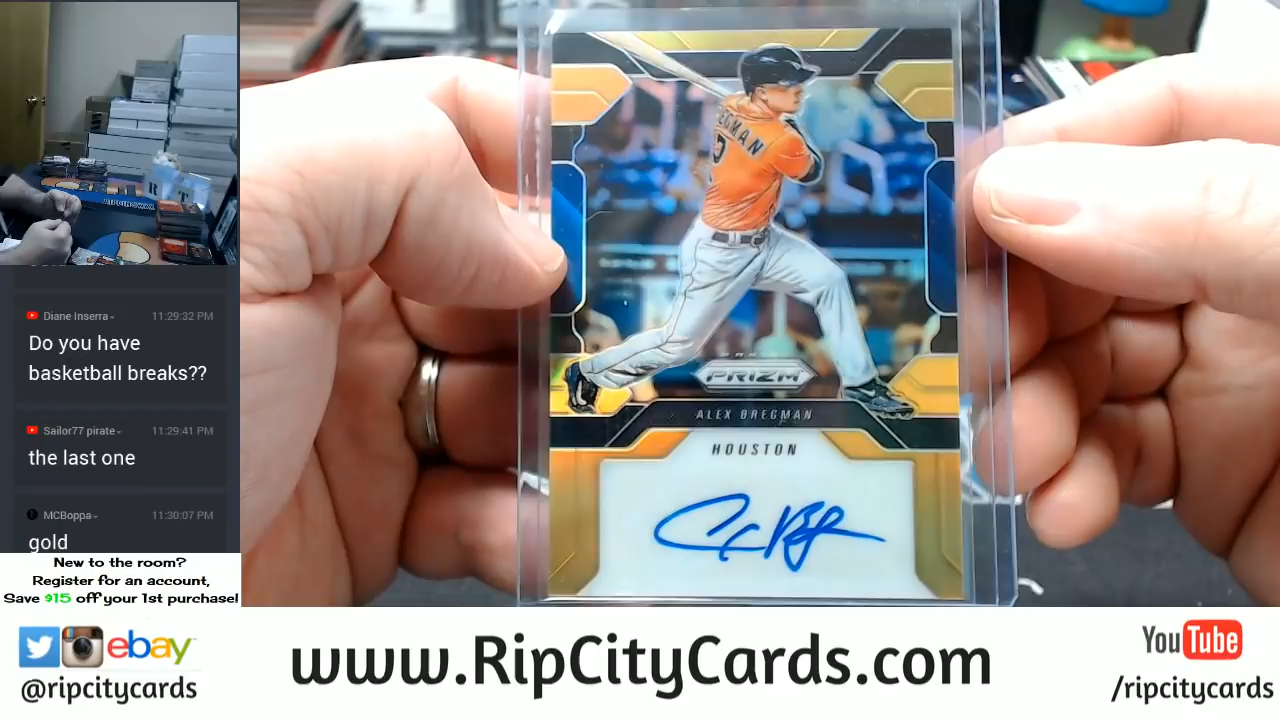 Diane Inserra
11:29:32 PM
Do you have
basketball breaks??
Sailor77 pirate
11:29:41 PM
the last one
MCBoppa
11:30:07 PM
gold
New to the room?
Register for an account,
Save $15 off your 1st purchase!
EGMAN
PRIZM
ALEX BREGMAN
HOUSTON
ebay
@ripcitycards
www.RipCityCards.com
YouTube
/ripcitycards